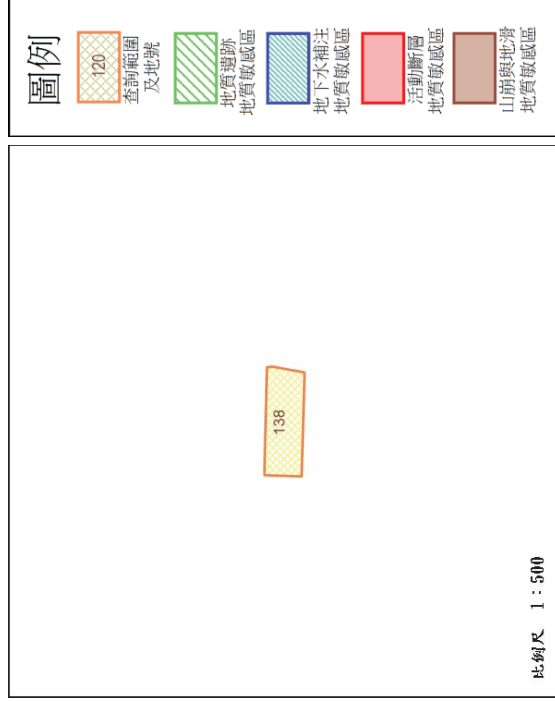 圖例
120
查詢範圍
及地號
地質遺跡
地質敏感區
地下水補注
地質敏感區
活動斷層
地質敏感區
山崩與地滑
地質敏感區
138
比例尺 1：500